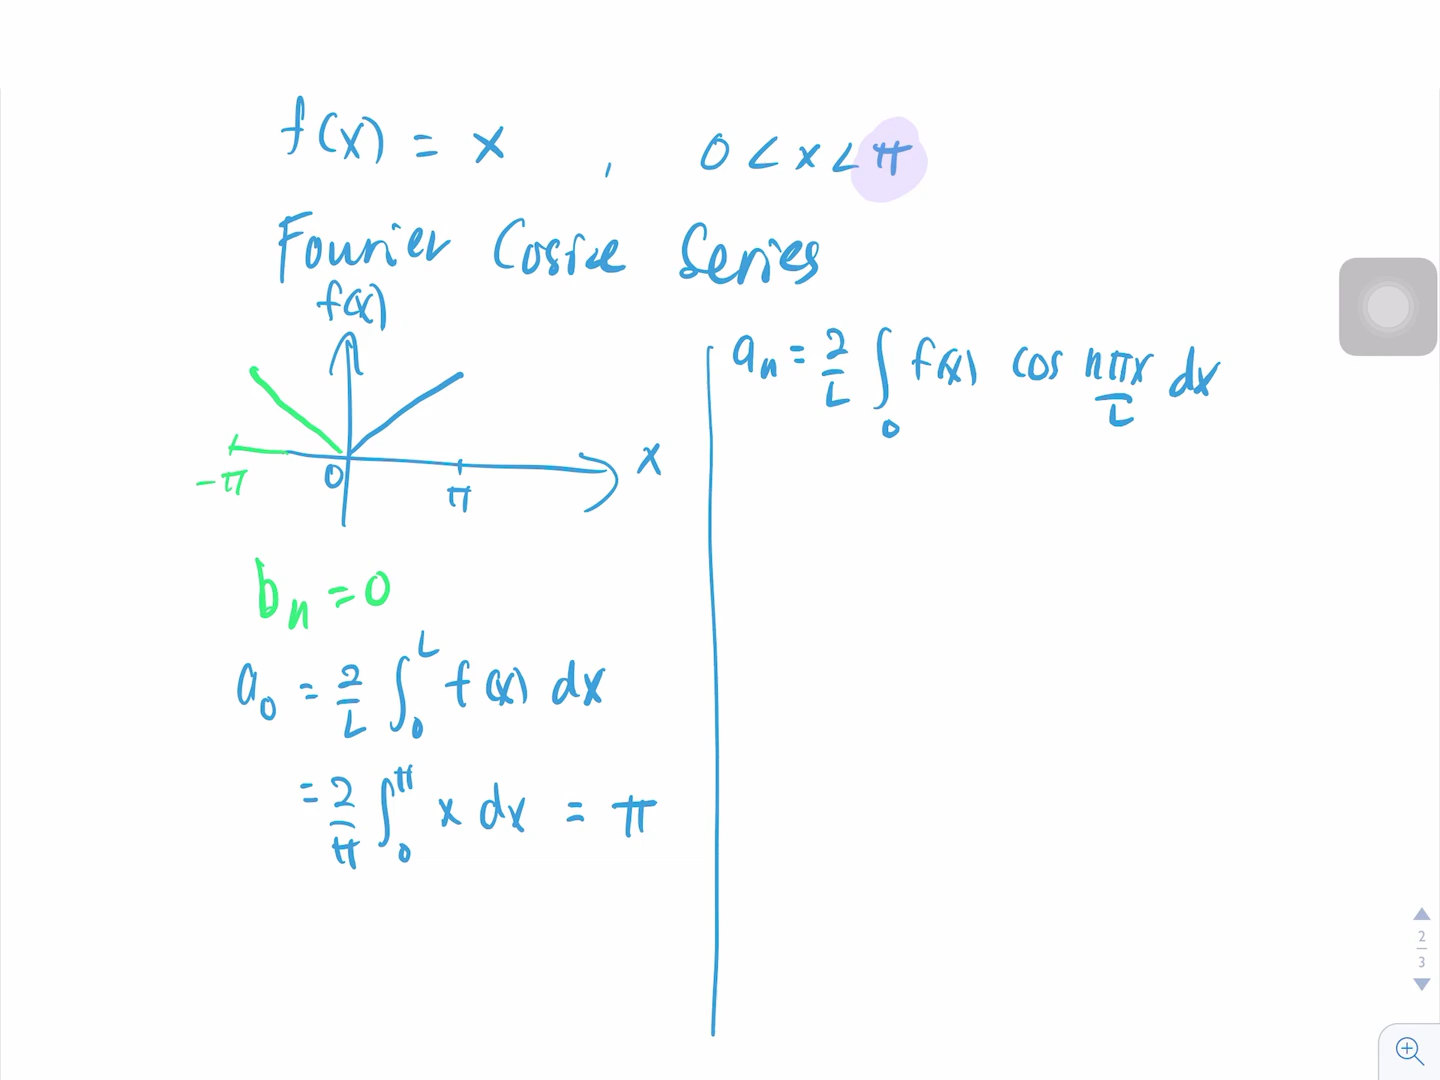 f(x) = x , 0 < x < π
Fourier Cosine Series
f(x)
x
-π 0 π
bₙ = 0
a₀ = 2/L ∫₀ᴸ f(x) dx
= 2/π ∫₀^π x dx = π
aₙ = 2/L ∫₀ f(x) cos nπx/L dx
2
3